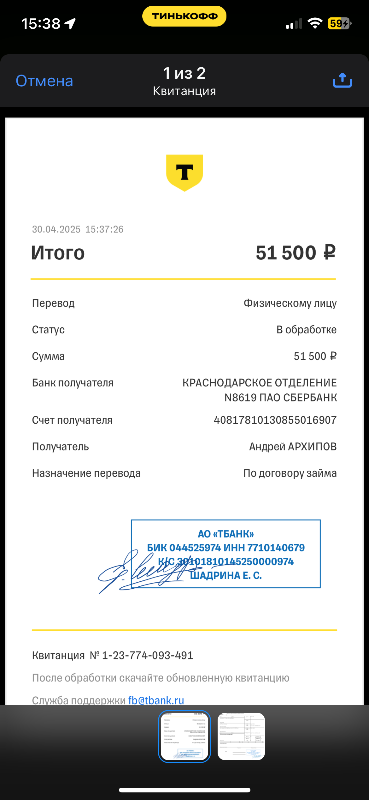 15:38
ТИНЬКОФФ
59
Отмена
1 из 2
Квитанция
Т
30.04.2025 15:37:26
Итого 51 500 ₽
Перевод Физическому лицу
Статус В обработке
Сумма 51 500 ₽
Банк получателя КРАСНОДАРСКОЕ ОТДЕЛЕНИЕ
N8619 ПАО СБЕРБАНК
Счет получателя 40817810130855016907
Получатель Андрей АРХИПОВ
Назначение перевода По договору займа
АО «ТБАНК»
БИК 044525974 ИНН 7710140679
К/С 30101810145250000974
ШАДРИНА Е. С.
Квитанция № 1-23-774-093-491
После обработки скачайте обновленную квитанцию
Служба поддержки fb@tbank.ru